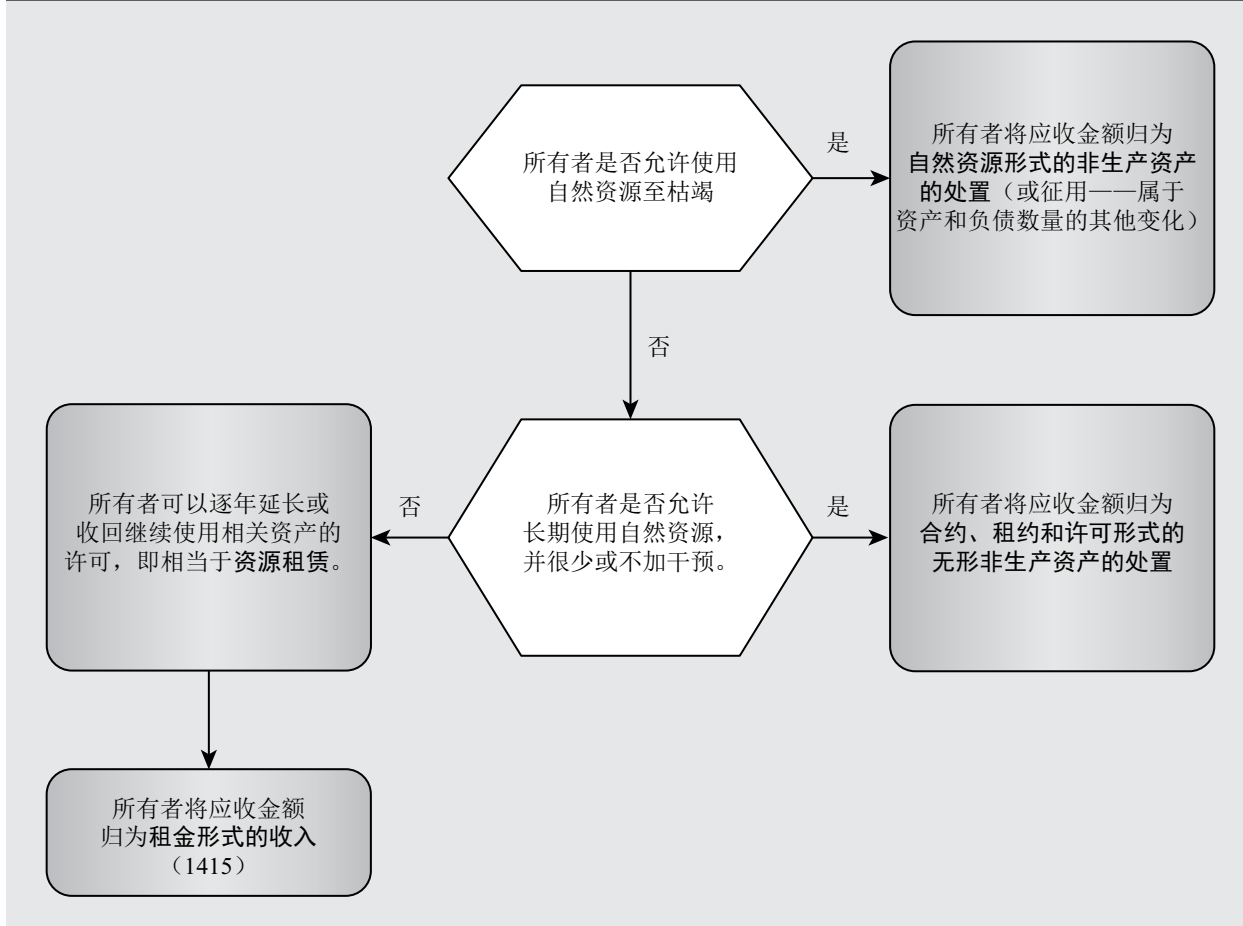 所有者是否允许使用
自然资源至枯竭
是
所有者将应收金额归为
自然资源形式的非生产资产
的处置（或征用——属于
资产和负债数量的其他变化）
否
所有者可以逐年延长或
收回继续使用相关资产的
许可，即相当于资源租赁。
否
所有者是否允许
长期使用自然资源，
并很少或不加干预。
是
所有者将应收金额归为
合约、租约和许可形式的
无形非生产资产的处置
所有者将应收金额
归为租金形式的收入
（1415）